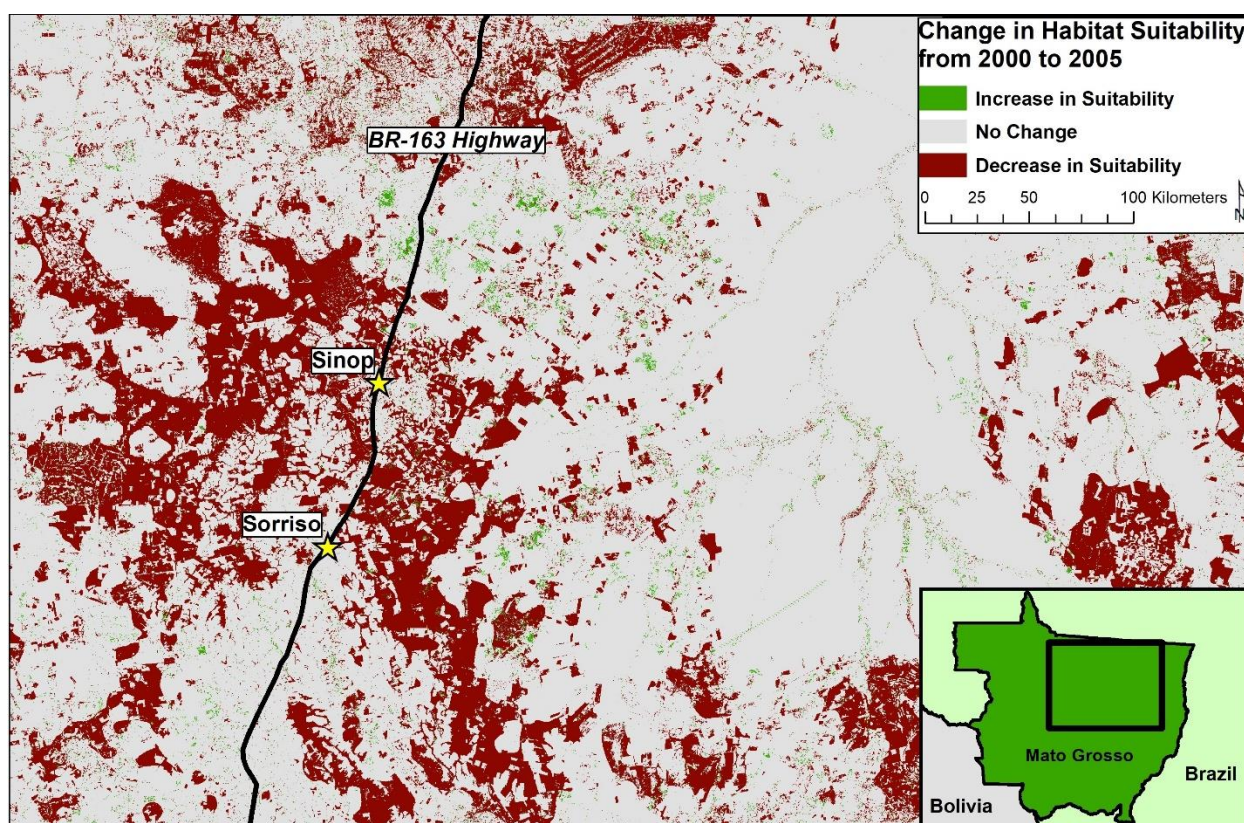 Change in Habitat Suitability
from 2000 to 2005
Increase in Suitability
No Change
Decrease in Suitability
0 25 50 100 Kilometers
N
BR-163 Highway
Sinop
Sorriso
Mato Grosso
Brazil
Bolivia